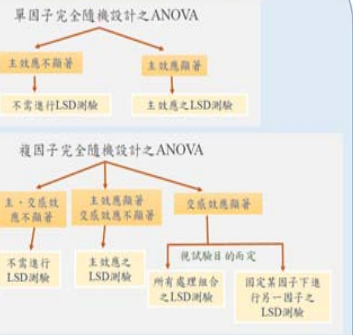 單因子完全隨機設計之ANOVA
主效應不顯著
主效應顯著
不需進行LSD測驗
主效應之LSD測驗
複因子完全隨機設計之ANOVA
主、交感效
應不顯著
主效應顯著
交感效應不顯著
交感效應顯著
視試驗目的而定
不需進行
LSD測驗
主效應之
LSD測驗
所有處理組合
之LSD測驗
固定某因子下進
行另一因子之
LSD測驗